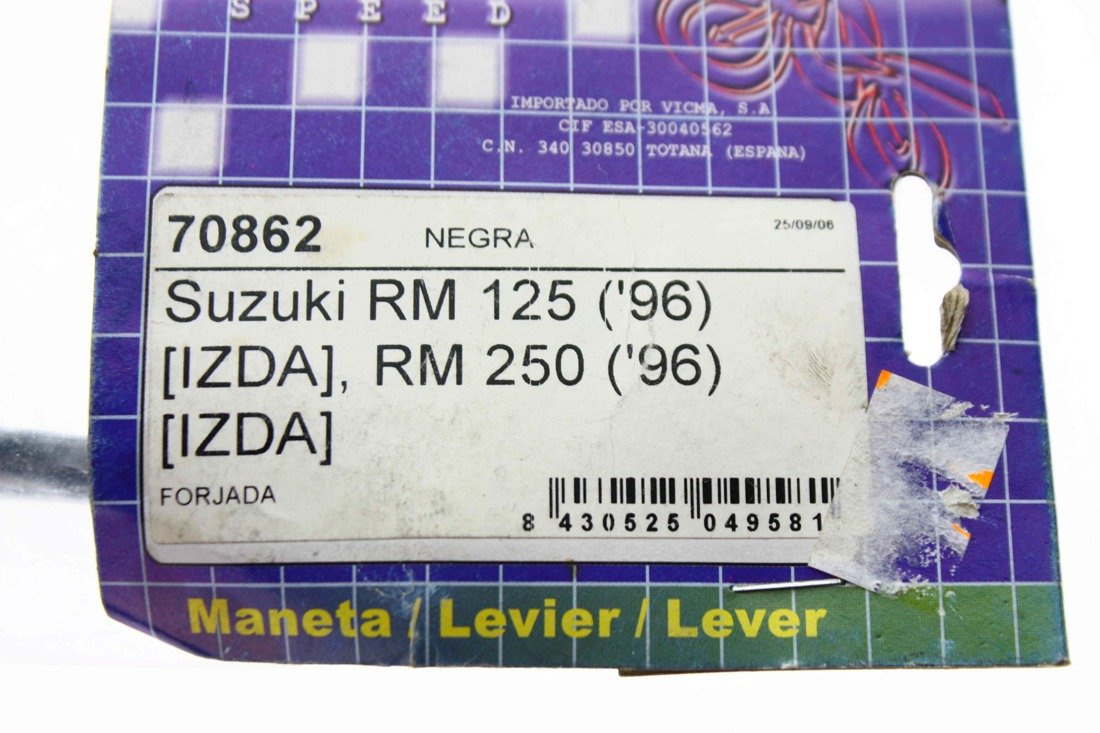 SPEED
IMPORTADO POR VICMA, S.A
CIF ESA-30040562
C.N. 340 30850 TOTANA (ESPAÑA)
70862 NEGRA 25/09/06
Suzuki RM 125 ('96)
[IZDA], RM 250 ('96)
[IZDA]
FORJADA
8 430525 049581
Maneta / Levier / Lever